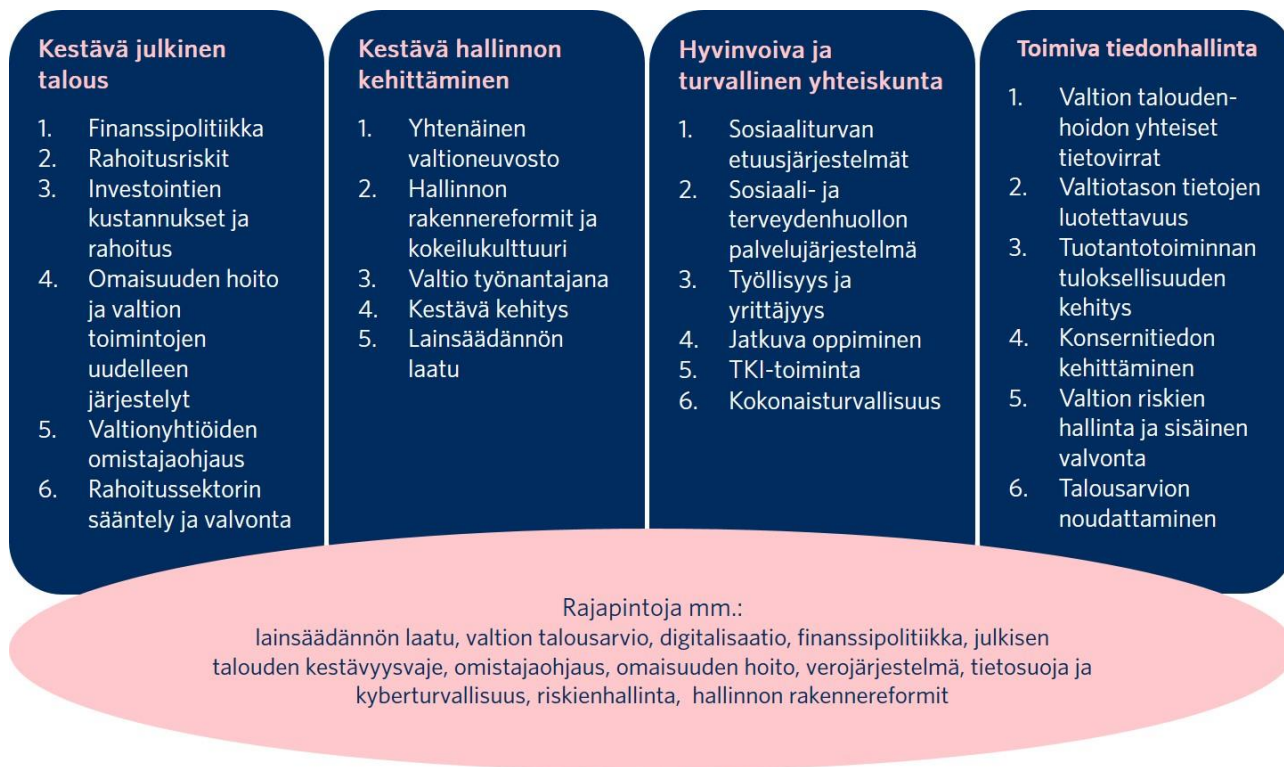 Kestävä julkinen
talous
1. Finanssipolitiikka
2. Rahoitusriskit
3. Investointien
kustannukset ja
rahoitus
4. Omaisuuden hoito
ja valtion
toimintojen
uudelleen
järjestelyt
5. Valtionyhtiöiden
omistajaohjaus
6. Rahoitussektorin
sääntely ja valvonta
Kestävä hallinnon
kehittäminen
1. Yhtenäinen
valtioneuvosto
2. Hallinnon
rakennereformit ja
kokeilukulttuuri
3. Valtio työnantajana
4. Kestävä kehitys
5. Lainsäädännön
laatu
Hyvinvoiva ja
turvallinen yhteiskunta
1. Sosiaaliturvan
etuusjärjestelmät
2. Sosiaali- ja
terveydenhuollon
palvelujärjestelmä
3. Työllisyys ja
yrittäjyys
4. Jatkuva oppiminen
5. TKI-toiminta
6. Kokonaisturvallisuus
Toimiva tiedonhallinta
1. Valtion talouden-
hoidon yhteiset
tietovirrat
2. Valtiotason tietojen
luotettavuus
3. Tuotantotoiminnan
tuloksellisuuden
kehitys
4. Konsernitiedon
kehittäminen
5. Valtion riskien
hallinta ja sisäinen
valvonta
6. Talousarvion
noudattaminen
Rajapintoja mm.:
lainsäädännön laatu, valtion talousarvio, digitalisaatio, finanssipolitiikka, julkisen
talouden kestävyysvaje, omistajaohjaus, omaisuuden hoito, verojärjestelmä, tietosuoja ja
kyberturvallisuus, riskienhallinta, hallinnon rakennereformit